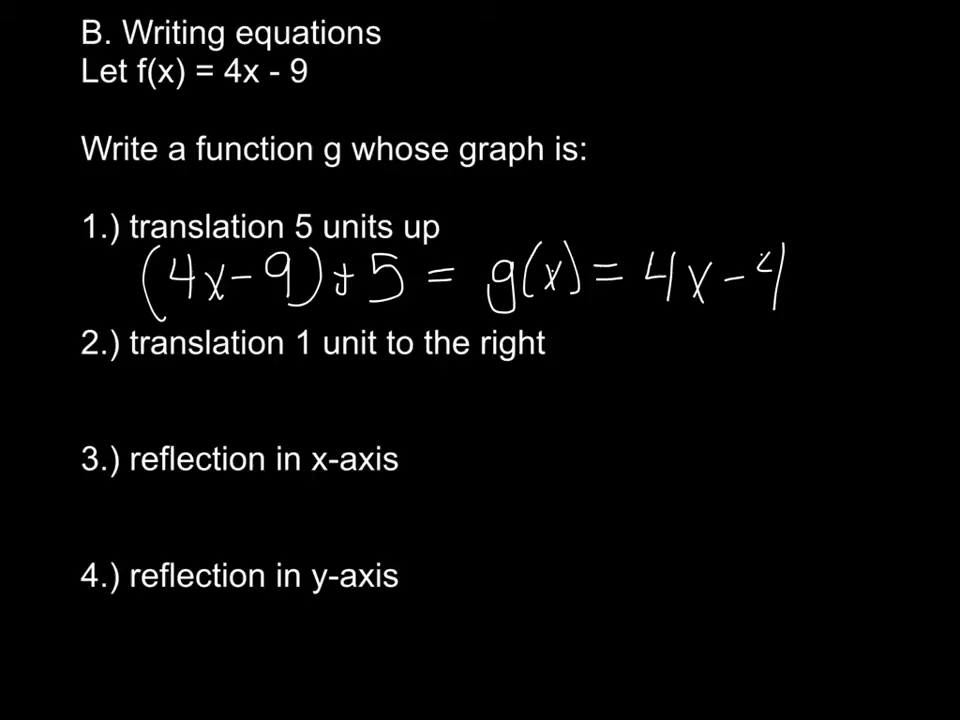 B. Writing equations
Let f(x) = 4x - 9
Write a function g whose graph is:
1.) translation 5 units up
(4x - 9) + 5 = g(x) = 4x - 4
2.) translation 1 unit to the right
3.) reflection in x-axis
4.) reflection in y-axis